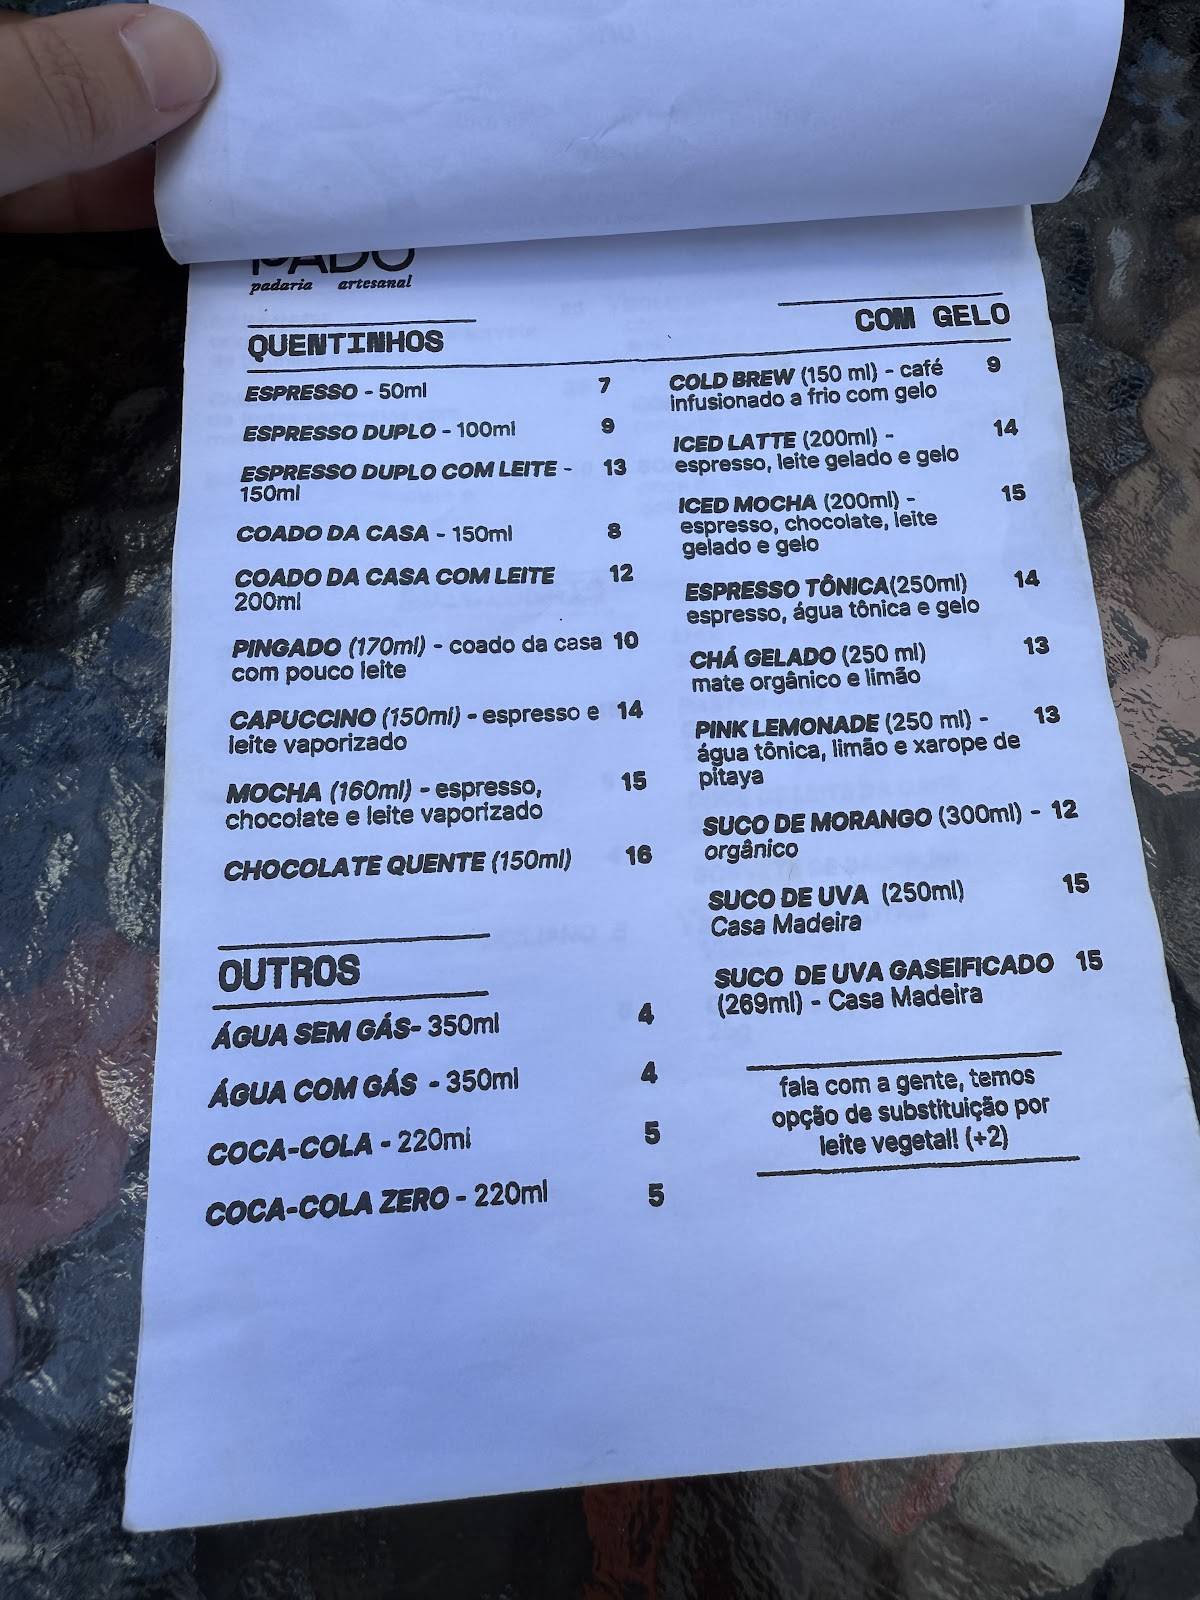 padaria artesanal
QUENTINHOS
ESPRESSO - 50ml 7
ESPRESSO DUPLO - 100ml 9
ESPRESSO DUPLO COM LEITE - 13
150ml
COADO DA CASA - 150ml 8
COADO DA CASA COM LEITE 12
200ml
PINGADO (170ml) - coado da casa 10
com pouco leite
CAPUCCINO (150ml) - espresso e 14
leite vaporizado
MOCHA (160ml) - espresso, 15
chocolate e leite vaporizado
CHOCOLATE QUENTE (150ml) 16
OUTROS
ÁGUA SEM GÁS- 350ml 4
ÁGUA COM GÁS - 350ml 4
COCA-COLA - 220ml 5
COCA-COLA ZERO - 220ml 5
COM GELO
COLD BREW (150 ml) - café 9
infusionado a frio com gelo
ICED LATTE (200ml) - 14
espresso, leite gelado e gelo
ICED MOCHA (200ml) - 15
espresso, chocolate, leite
gelado e gelo
ESPRESSO TÔNICA(250ml) 14
espresso, água tônica e gelo
CHÁ GELADO (250 ml) 13
mate orgânico e limão
PINK LEMONADE (250 ml) - 13
água tônica, limão e xarope de
pitaya
SUCO DE MORANGO (300ml) - 12
orgânico
SUCO DE UVA (250ml) 15
Casa Madeira
SUCO DE UVA GASEIFICADO 15
(269ml) - Casa Madeira
fala com a gente, temos
opção de substituição por
leite vegetal! (+2)